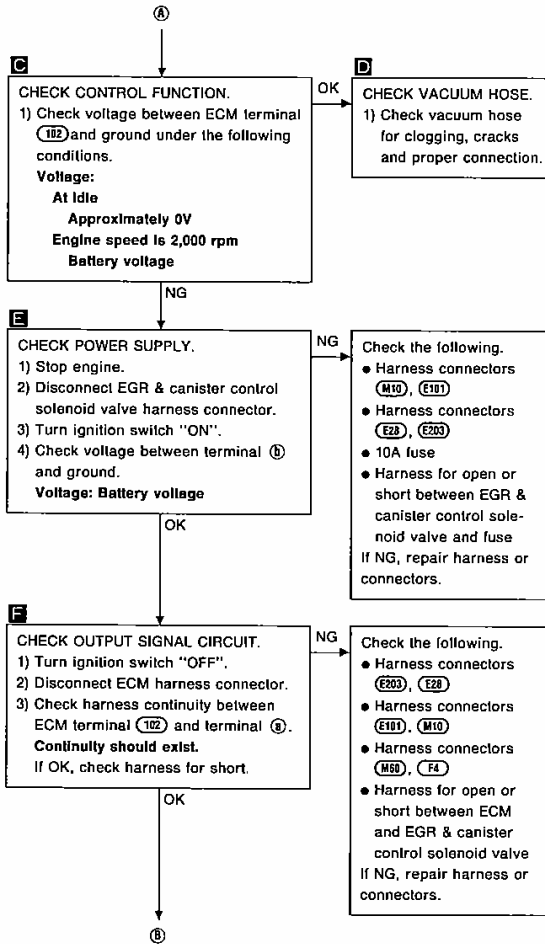 Ⓐ
C
CHECK CONTROL FUNCTION.
1) Check voltage between ECM terminal
102 and ground under the following
conditions.
Voltage:
At idle
Approximately 0V
Engine speed is 2,000 rpm
Battery voltage
OK
D
CHECK VACUUM HOSE.
1) Check vacuum hose
for clogging, cracks
and proper connection.
NG
E
CHECK POWER SUPPLY.
1) Stop engine.
2) Disconnect EGR & canister control
solenoid valve harness connector.
3) Turn ignition switch "ON".
4) Check voltage between terminal ⓑ
and ground.
Voltage: Battery voltage
NG
Check the following.
● Harness connectors
M10, E101
● Harness connectors
E28, E203
● 10A fuse
● Harness for open or
short between EGR &
canister control sole-
noid valve and fuse
If NG, repair harness or
connectors.
OK
F
CHECK OUTPUT SIGNAL CIRCUIT.
1) Turn ignition switch "OFF".
2) Disconnect ECM harness connector.
3) Check harness continuity between
ECM terminal 102 and terminal ⓐ.
Continuity should exist.
If OK, check harness for short.
NG
Check the following.
● Harness connectors
E203, E28
● Harness connectors
E101, M10
● Harness connectors
M60, F4
● Harness for open or
short between ECM
and EGR & canister
control solenoid valve
If NG, repair harness or
connectors.
OK
Ⓑ